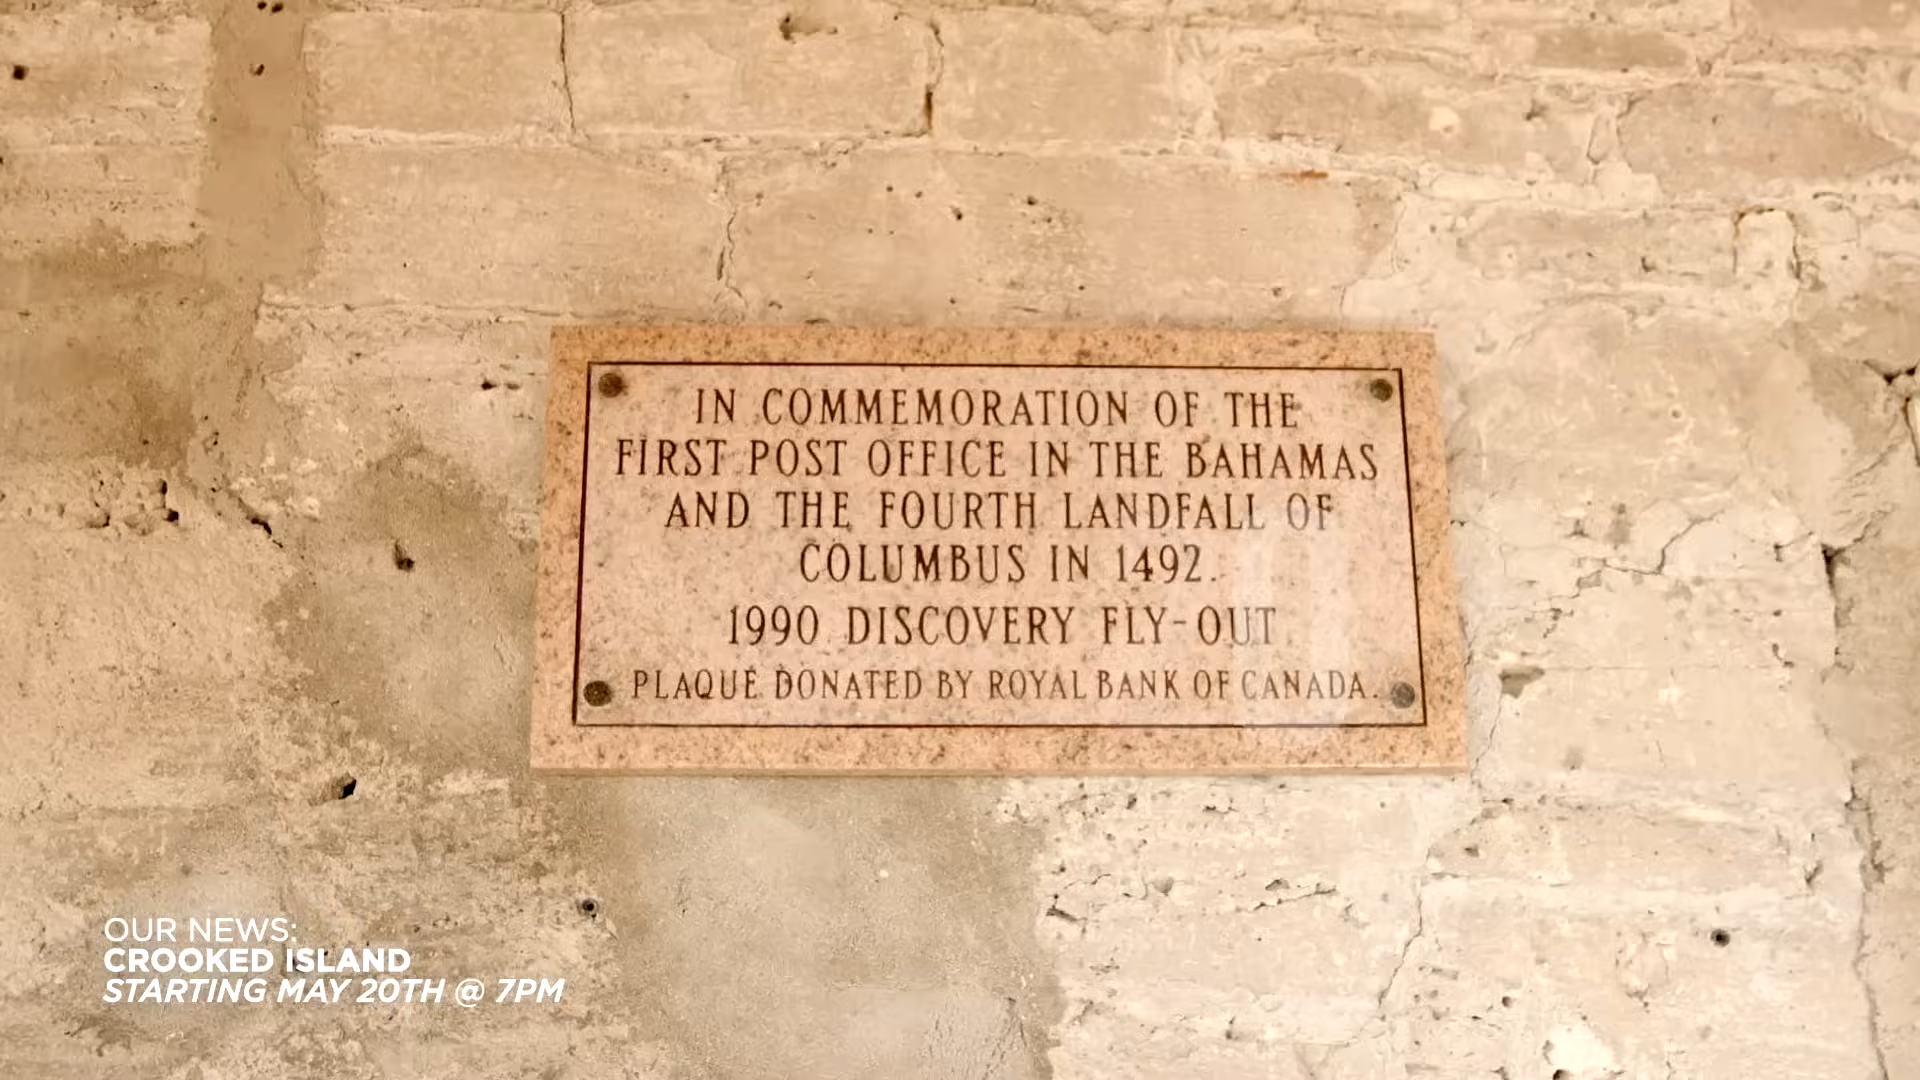 IN COMMEMORATION OF THE
FIRST POST OFFICE IN THE BAHAMAS
AND THE FOURTH LANDFALL OF
COLUMBUS IN 1492.
1990 DISCOVERY FLY-OUT
PLAQUE DONATED BY ROYAL BANK OF CANADA.
OUR NEWS:
CROOKED ISLAND
STARTING MAY 20TH @ 7PM